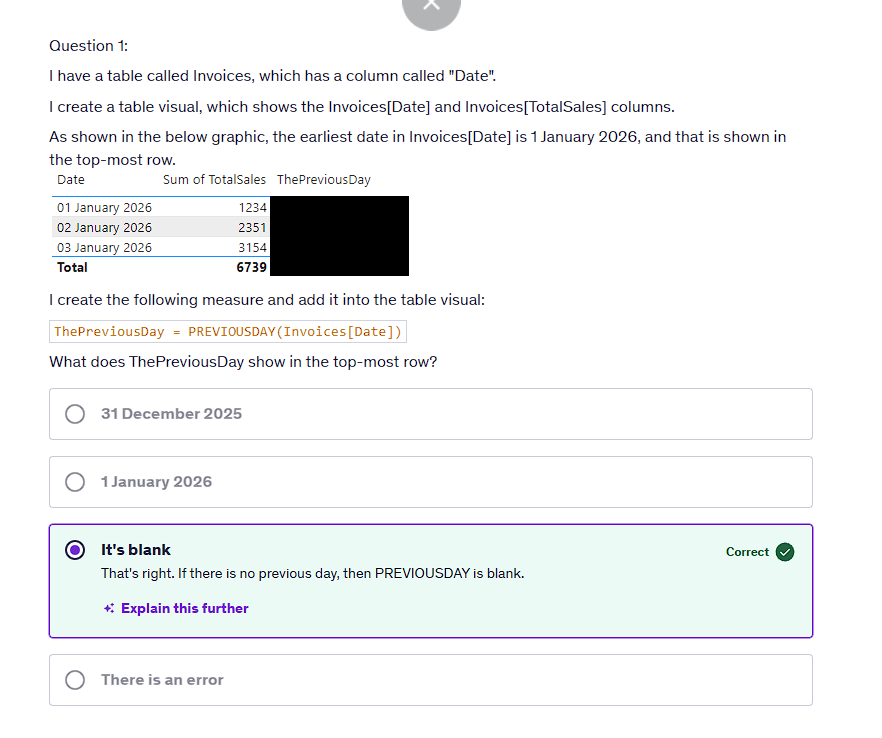 Question 1:
I have a table called Invoices, which has a column called "Date".
I create a table visual, which shows the Invoices[Date] and Invoices[TotalSales] columns.
As shown in the below graphic, the earliest date in Invoices[Date] is 1 January 2026, and that is shown in
the top-most row.
Date Sum of TotalSales ThePreviousDay
01 January 2026 1234
02 January 2026 2351
03 January 2026 3154
Total 6739
I create the following measure and add it into the table visual:
ThePreviousDay = PREVIOUSDAY(Invoices[Date])
What does ThePreviousDay show in the top-most row?
31 December 2025
1 January 2026
It's blank
Correct
That's right. If there is no previous day, then PREVIOUSDAY is blank.
Explain this further
There is an error